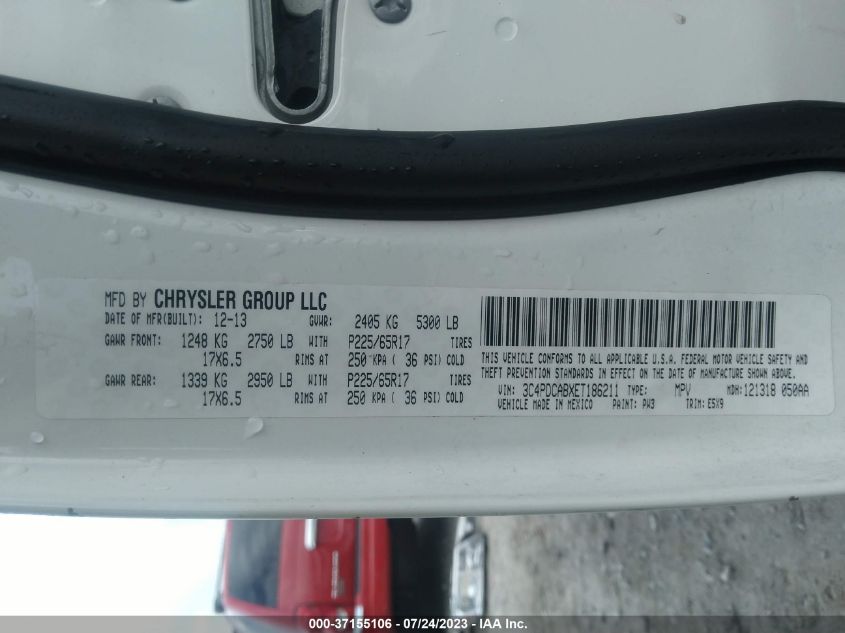 MFD BY CHRYSLER GROUP LLC
DATE OF MFR(BUILT): 12-13 GVWR: 2405 KG 5300 LB
GAWR FRONT: 1248 KG 2750 LB WITH P225/65R17 TIRES
17X6.5 RIMS AT 250 KPA ( 36 PSI) COLD
GAWR REAR: 1339 KG 2950 LB WITH P225/65R17 TIRES
17X6.5 RIMS AT 250 KPA ( 36 PSI) COLD
THIS VEHICLE CONFORMS TO ALL APPLICABLE U.S.A. FEDERAL MOTOR VEHICLE SAFETY AND
THEFT PREVENTION STANDARDS IN EFFECT ON THE DATE OF MANUFACTURE SHOWN ABOVE.
VIN: 3C4PDCABXET186211 TYPE: MPV MDH: 121318 050AA
VEHICLE MADE IN MEXICO PAINT: PW3 TRIM: E5X9
000-37155106 - 07/24/2023 - IAA Inc.